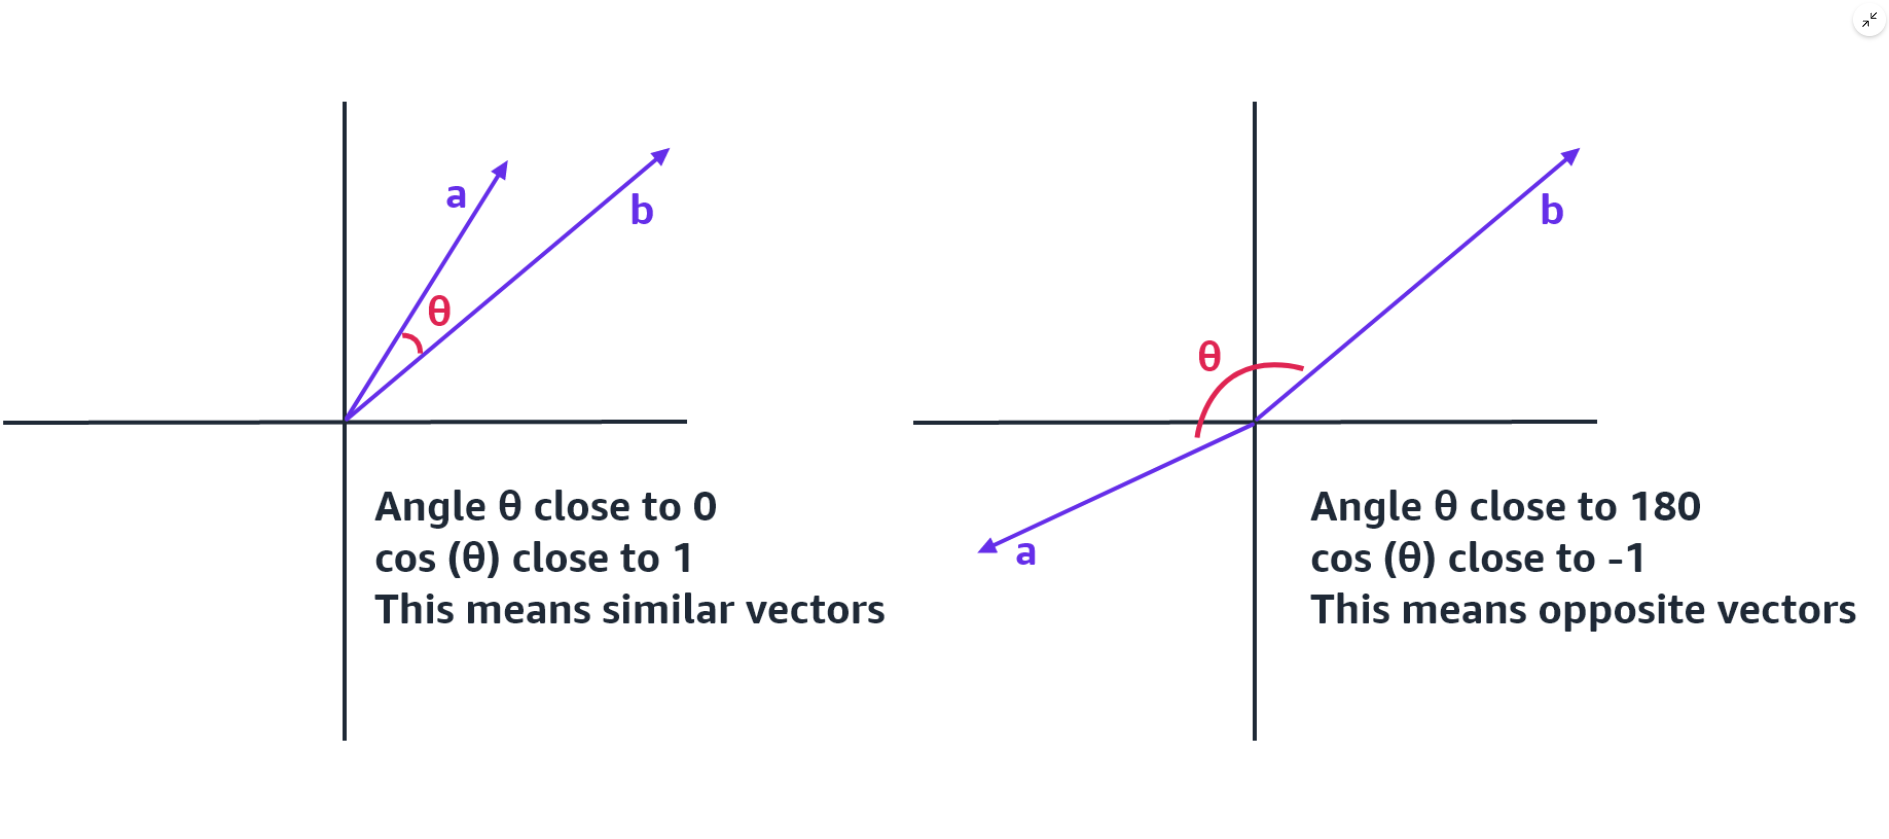 a
b
θ
Angle θ close to 0
cos (θ) close to 1
This means similar vectors
b
θ
a
Angle θ close to 180
cos (θ) close to -1
This means opposite vectors